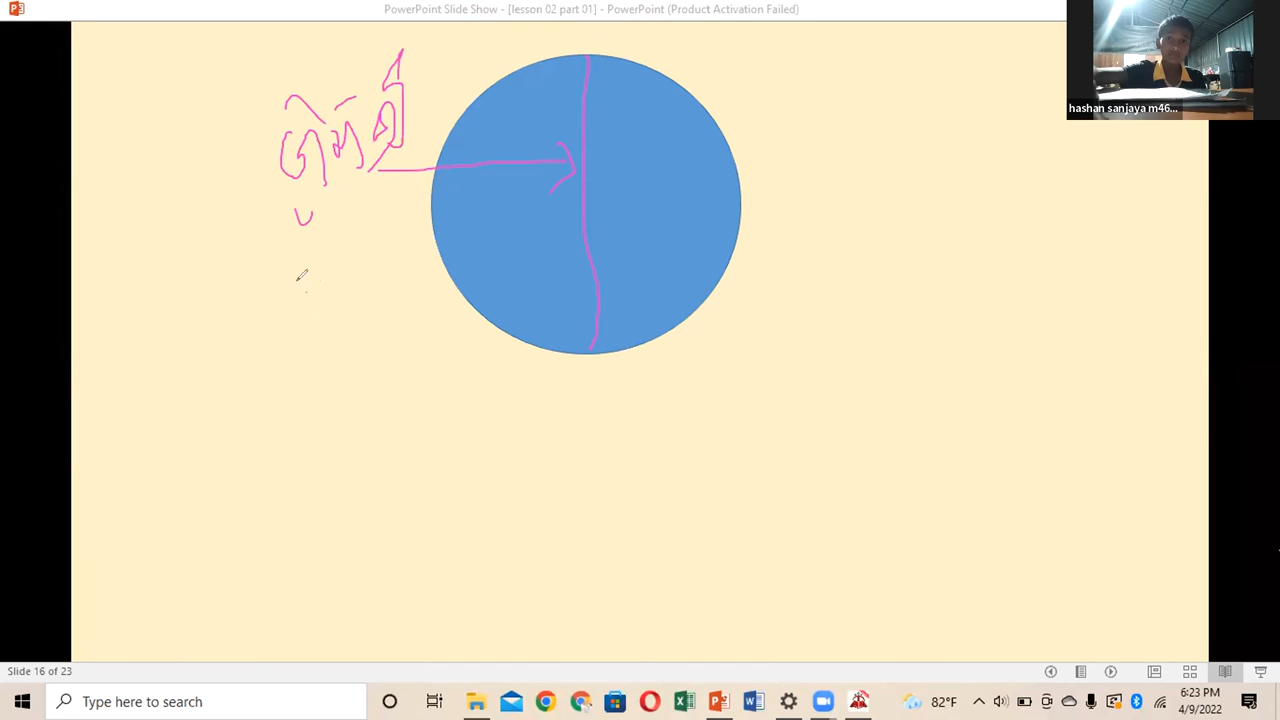 PowerPoint Slide Show - [lesson 02 part 01] - PowerPoint (Product Activation Failed)
hashan sanjaya m46...
Slide 16 of 23
Type here to search
82°F
6:23 PM
4/9/2022